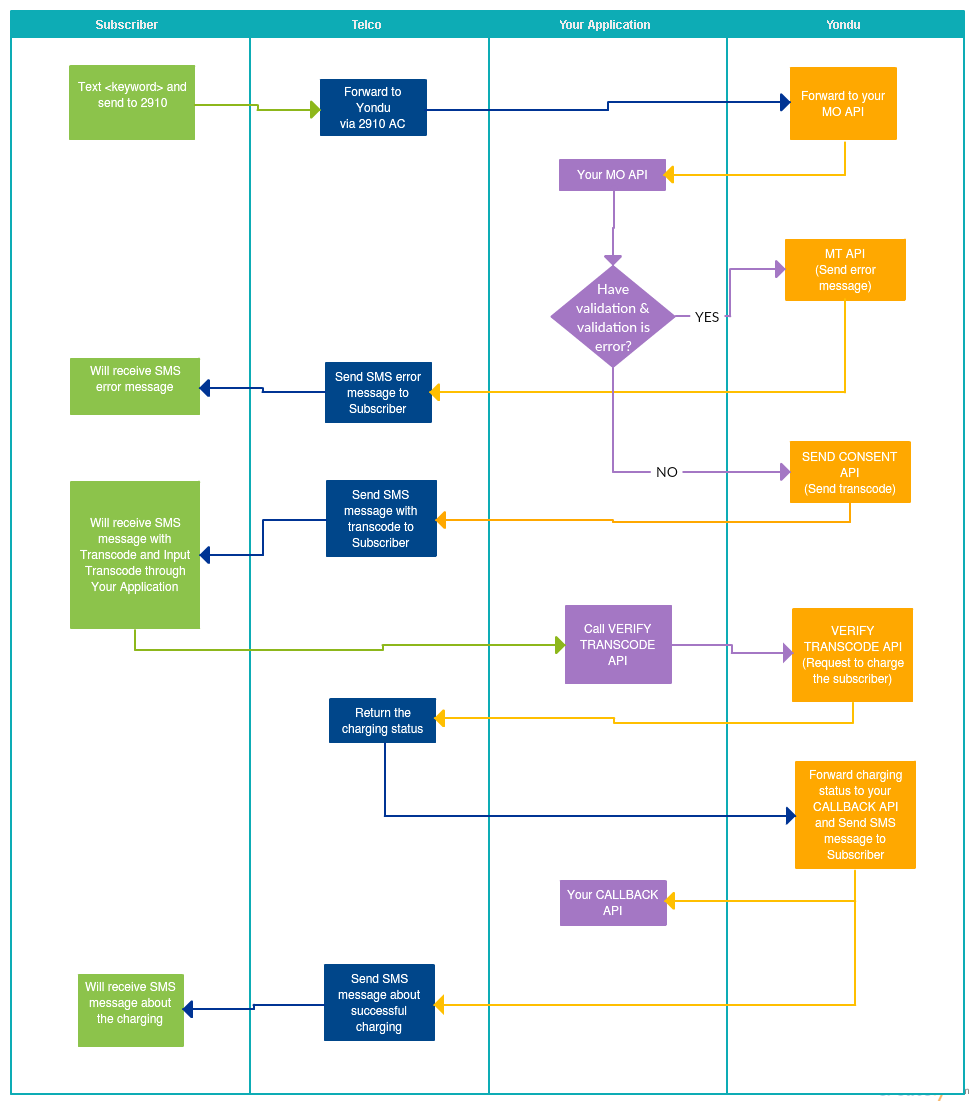 Subscriber
Telco
Your Application
Yondu
Text <keyword> and
send to 2910
Forward to
Yondu
via 2910 AC
Forward to your
MO API
Your MO API
Have
validation &
validation is
error?
YES
MT API
(Send error
message)
Will receive SMS
error message
Send SMS error
message to
Subscriber
NO
SEND CONSENT
API
(Send transcode)
Will receive SMS
message with
Transcode and Input
Transcode through
Your Application
Send SMS
message with
transcode to
Subscriber
Call VERIFY
TRANSCODE
API
VERIFY
TRANSCODE API
(Request to charge
the subscriber)
Return the
charging status
Forward charging
status to your
CALLBACK API
and Send SMS
message to
Subscriber
Your CALLBACK
API
Will receive SMS
message about
the charging
Send SMS
message about
successful
charging